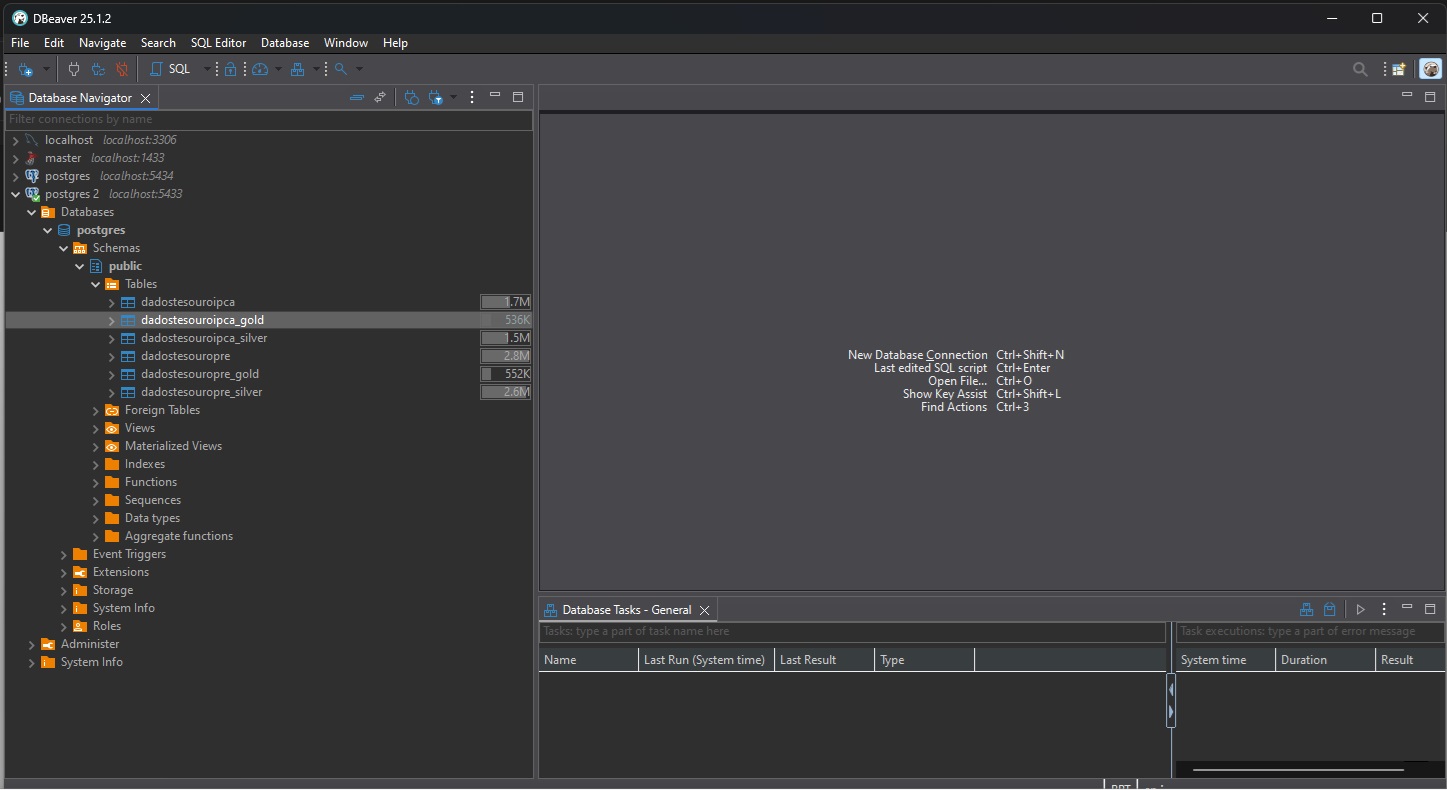 DBeaver 25.1.2
File Edit Navigate Search SQL Editor Database Window Help
SQL
Database Navigator
Filter connections by name
localhost localhost:3306
master localhost:1433
postgres localhost:5434
postgres 2 localhost:5433
Databases
postgres
Schemas
public
Tables
dadostesouroipca 1.7M
dadostesouroipca_gold 536K
dadostesouroipca_silver 1.5M
dadostesouropre 2.8M
dadostesouropre_gold 552K
dadostesouropre_silver 2.6M
Foreign Tables
Views
Materialized Views
Indexes
Functions
Sequences
Data types
Aggregate functions
Event Triggers
Extensions
Storage
System Info
Roles
Administer
System Info
New Database Connection Ctrl+Shift+N
Last edited SQL script Ctrl+Enter
Open File... Ctrl+O
Show Key Assist Ctrl+Shift+L
Find Actions Ctrl+3
Database Tasks - General
Tasks: type a part of task name here
Name Last Run (System time) Last Result Type
Task executions: type a part of error message
System time Duration Result